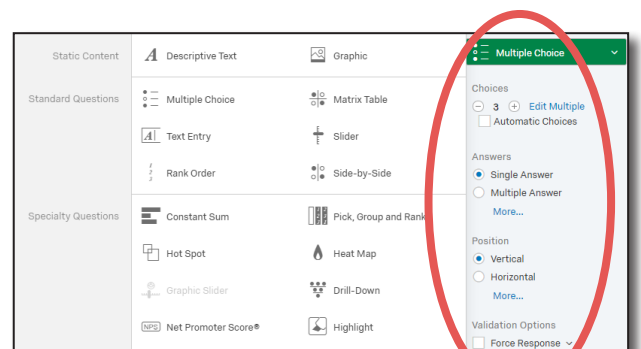 Static Content
Descriptive Text
Graphic
Standard Questions
Multiple Choice
Matrix Table
Text Entry
Slider
Rank Order
Side-by-Side
Specialty Questions
Constant Sum
Pick, Group and Rank
Hot Spot
Heat Map
Graphic Slider
Drill-Down
NPS Net Promoter Score®
Highlight
Multiple Choice
Choices
3 Edit Multiple
Automatic Choices
Answers
Single Answer
Multiple Answer
More...
Position
Vertical
Horizontal
More...
Validation Options
Force Response